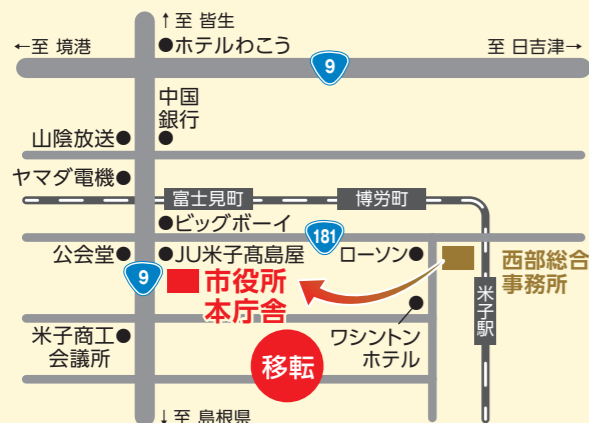 ↑至 皆生
←至 境港
●ホテルわこう
至 日吉津→
9
中国
銀行
山陰放送●
ヤマダ電機●
富士見町
博労町
●ビッグボーイ
181
公会堂●
●JU米子髙島屋
ローソン●
西部総合
事務所
9
市役所
本庁舎
米子駅
米子商工●
会議所
ワシントン
ホテル
移転
↓至 島根県